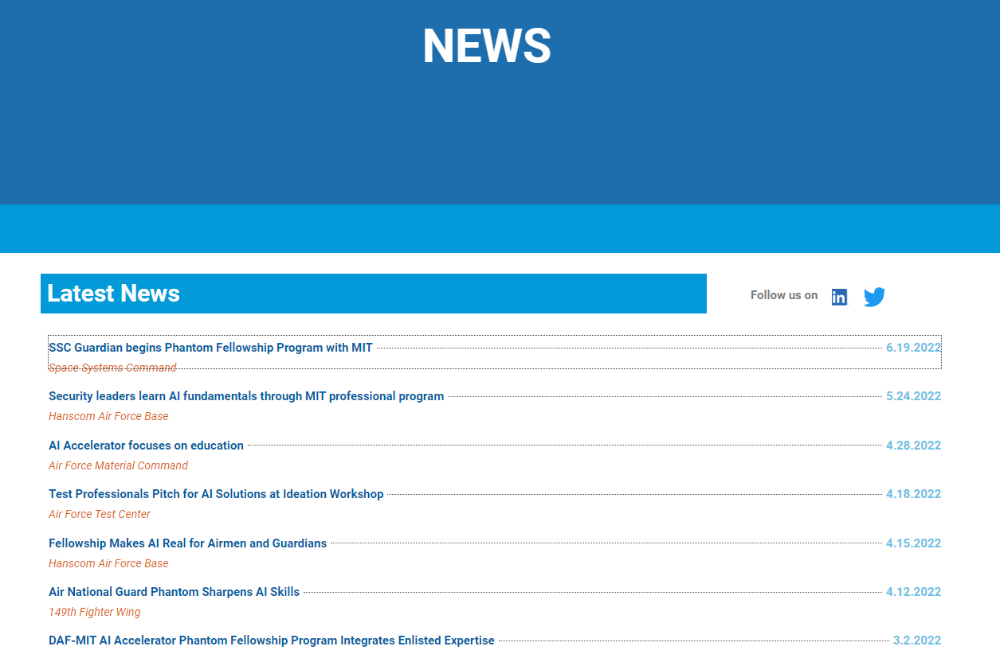 NEWS
Latest News
Follow us on
SSC Guardian begins Phantom Fellowship Program with MIT 6.19.2022
Space Systems Command
Security leaders learn AI fundamentals through MIT professional program 5.24.2022
Hanscom Air Force Base
AI Accelerator focuses on education 4.28.2022
Air Force Material Command
Test Professionals Pitch for AI Solutions at Ideation Workshop 4.18.2022
Air Force Test Center
Fellowship Makes AI Real for Airmen and Guardians 4.15.2022
Hanscom Air Force Base
Air National Guard Phantom Sharpens AI Skills 4.12.2022
149th Fighter Wing
DAF-MIT AI Accelerator Phantom Fellowship Program Integrates Enlisted Expertise 3.2.2022